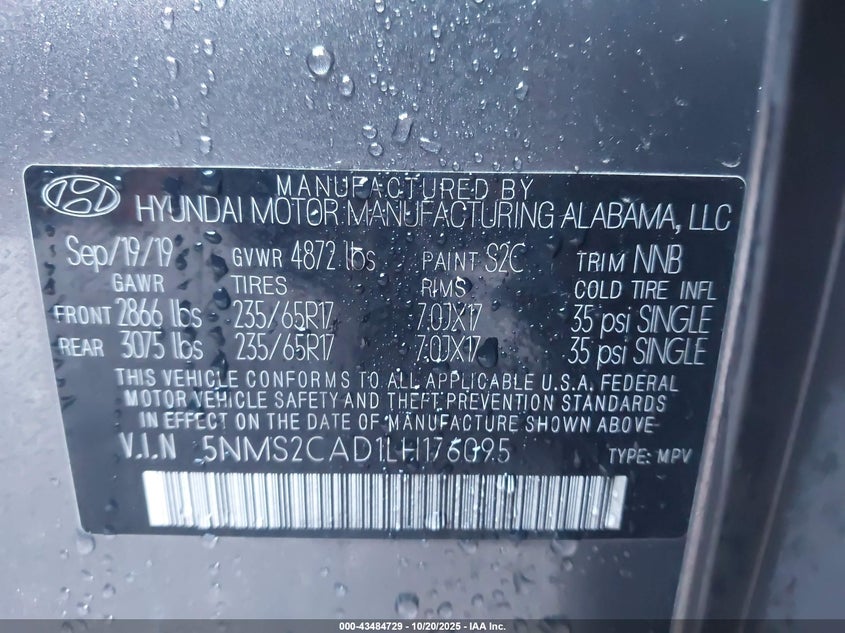 MANUFACTURED BY
HYUNDAI MOTOR MANUFACTURING ALABAMA, LLC
Sep/19/19 GVWR 4872 lbs PAINT S2C TRIM NNB
GAWR TIRES RIMS COLD TIRE INFL
FRONT 2866 lbs 235/65R17 7.0JX17 35 psi SINGLE
REAR 3075 lbs 235/65R17 7.0JX17 35 psi SINGLE
THIS VEHICLE CONFORMS TO ALL APPLICABLE U.S.A. FEDERAL
MOTOR VEHICLE SAFETY AND THEFT PREVENTION STANDARDS
IN EFFECT ON THE DATE OF MANUFACTURE SHOWN ABOVE
V.I.N 5NMS2CAD1LH176095 TYPE: MPV
000-43484729 - 10/20/2025 - IAA Inc.